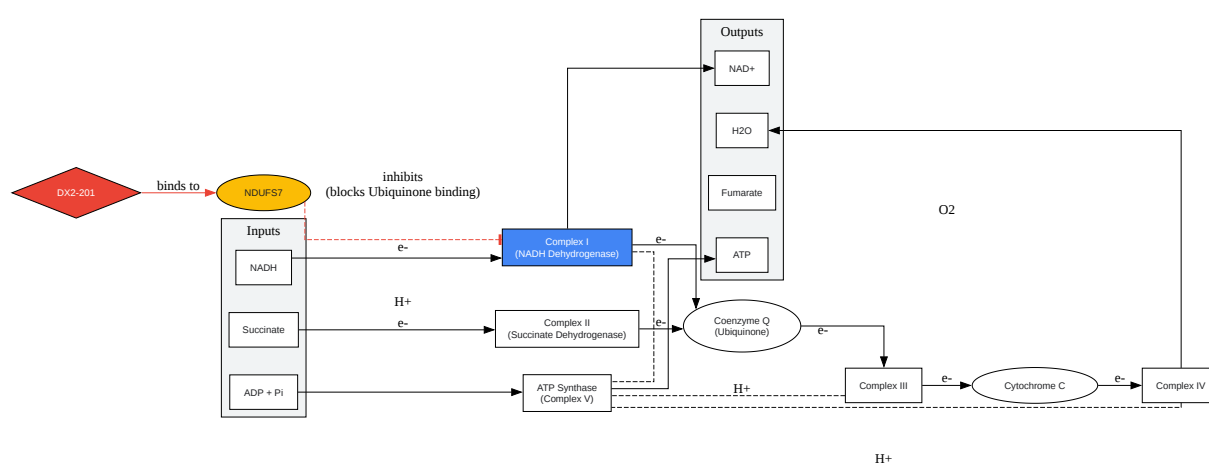 Outputs
NAD+
H2O
inhibits
(blocks Ubiquinone binding)
DX2-201
binds to
NDUFS7
Fumarate
O2
Inputs
Complex I
(NADH Dehydrogenase)
e-
e-
ATP
NADH
H+
Succinate
e-
Complex II
(Succinate Dehydrogenase)
e-
Coenzyme Q
(Ubiquinone)
e-
ADP + Pi
ATP Synthase
(Complex V)
H+
Complex III
e-
Cytochrome C
e-
Complex IV
H+